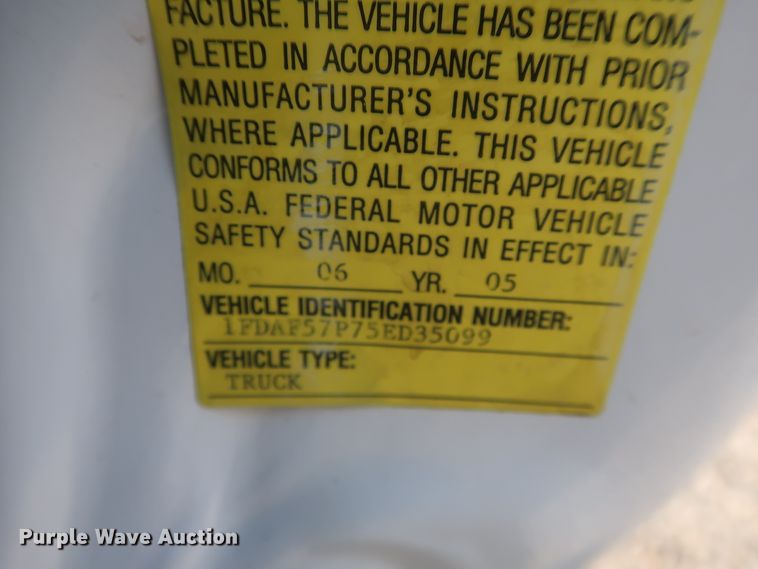 FACTURE. THE VEHICLE HAS BEEN COM-
PLETED IN ACCORDANCE WITH PRIOR
MANUFACTURER'S INSTRUCTIONS,
WHERE APPLICABLE. THIS VEHICLE
CONFORMS TO ALL OTHER APPLICABLE
U.S.A. FEDERAL MOTOR VEHICLE
SAFETY STANDARDS IN EFFECT IN:
MO. 06 YR. 05
VEHICLE IDENTIFICATION NUMBER:
1FDAF57P75ED35099
VEHICLE TYPE:
TRUCK
Purple Wave Auction